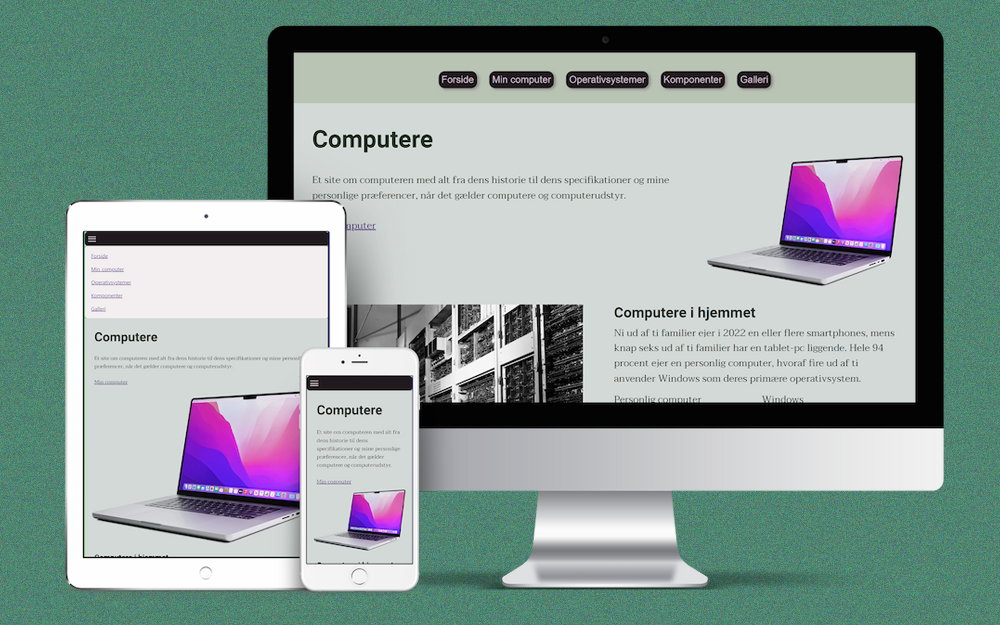 Forside
Min computer
Operativsystemer
Komponenter
Galleri
Computere
Et site om computeren med alt fra dens historie til dens specifikationer og mine
personlige præferencer, når det gælder computere og computerudstyr.
Computere i hjemmet
Ni ud af ti familier ejer i 2022 en eller flere smartphones, mens
knap seks ud af ti familier har en tablet-pc liggende. Hele 94
procent ejer en personlig computer, hvoraf fire ud af ti
anvender Windows som deres primære operativsystem.
Personlig computer
Windows
Forside
Min computer
Operativsystemer
Komponenter
Galleri
Computere
Et site om computeren med alt fra dens historie til dens specifikationer og mine
præferencer, når det gælder computere og computerudstyr.
Min computer
Computere i hjemmet
Computere
Et site om computeren med alt fra
dens historie til dens
specifikationer og mine personlige
præferencer, når det gælder
computere og computerudstyr.
Min computer